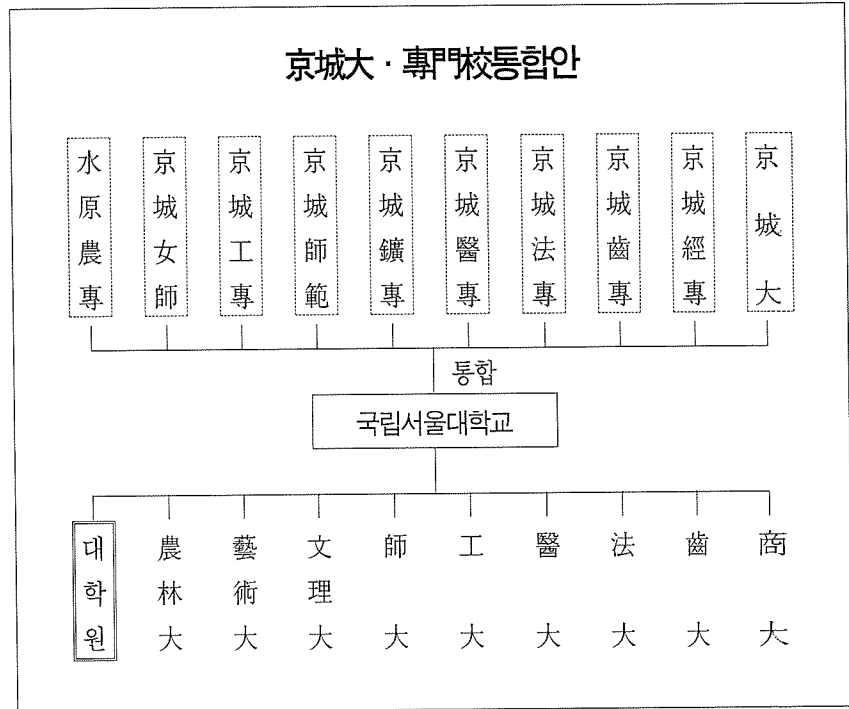 京城大·專門校통합안
水原農專
京城女師
京城工專
京城師範
京城鑛專
京城醫專
京城法專
京城齒專
京城經專
京城大
통합
국립서울대학교
대학원
農林大
藝術大
文理大
師大
工大
醫大
法大
齒大
商大